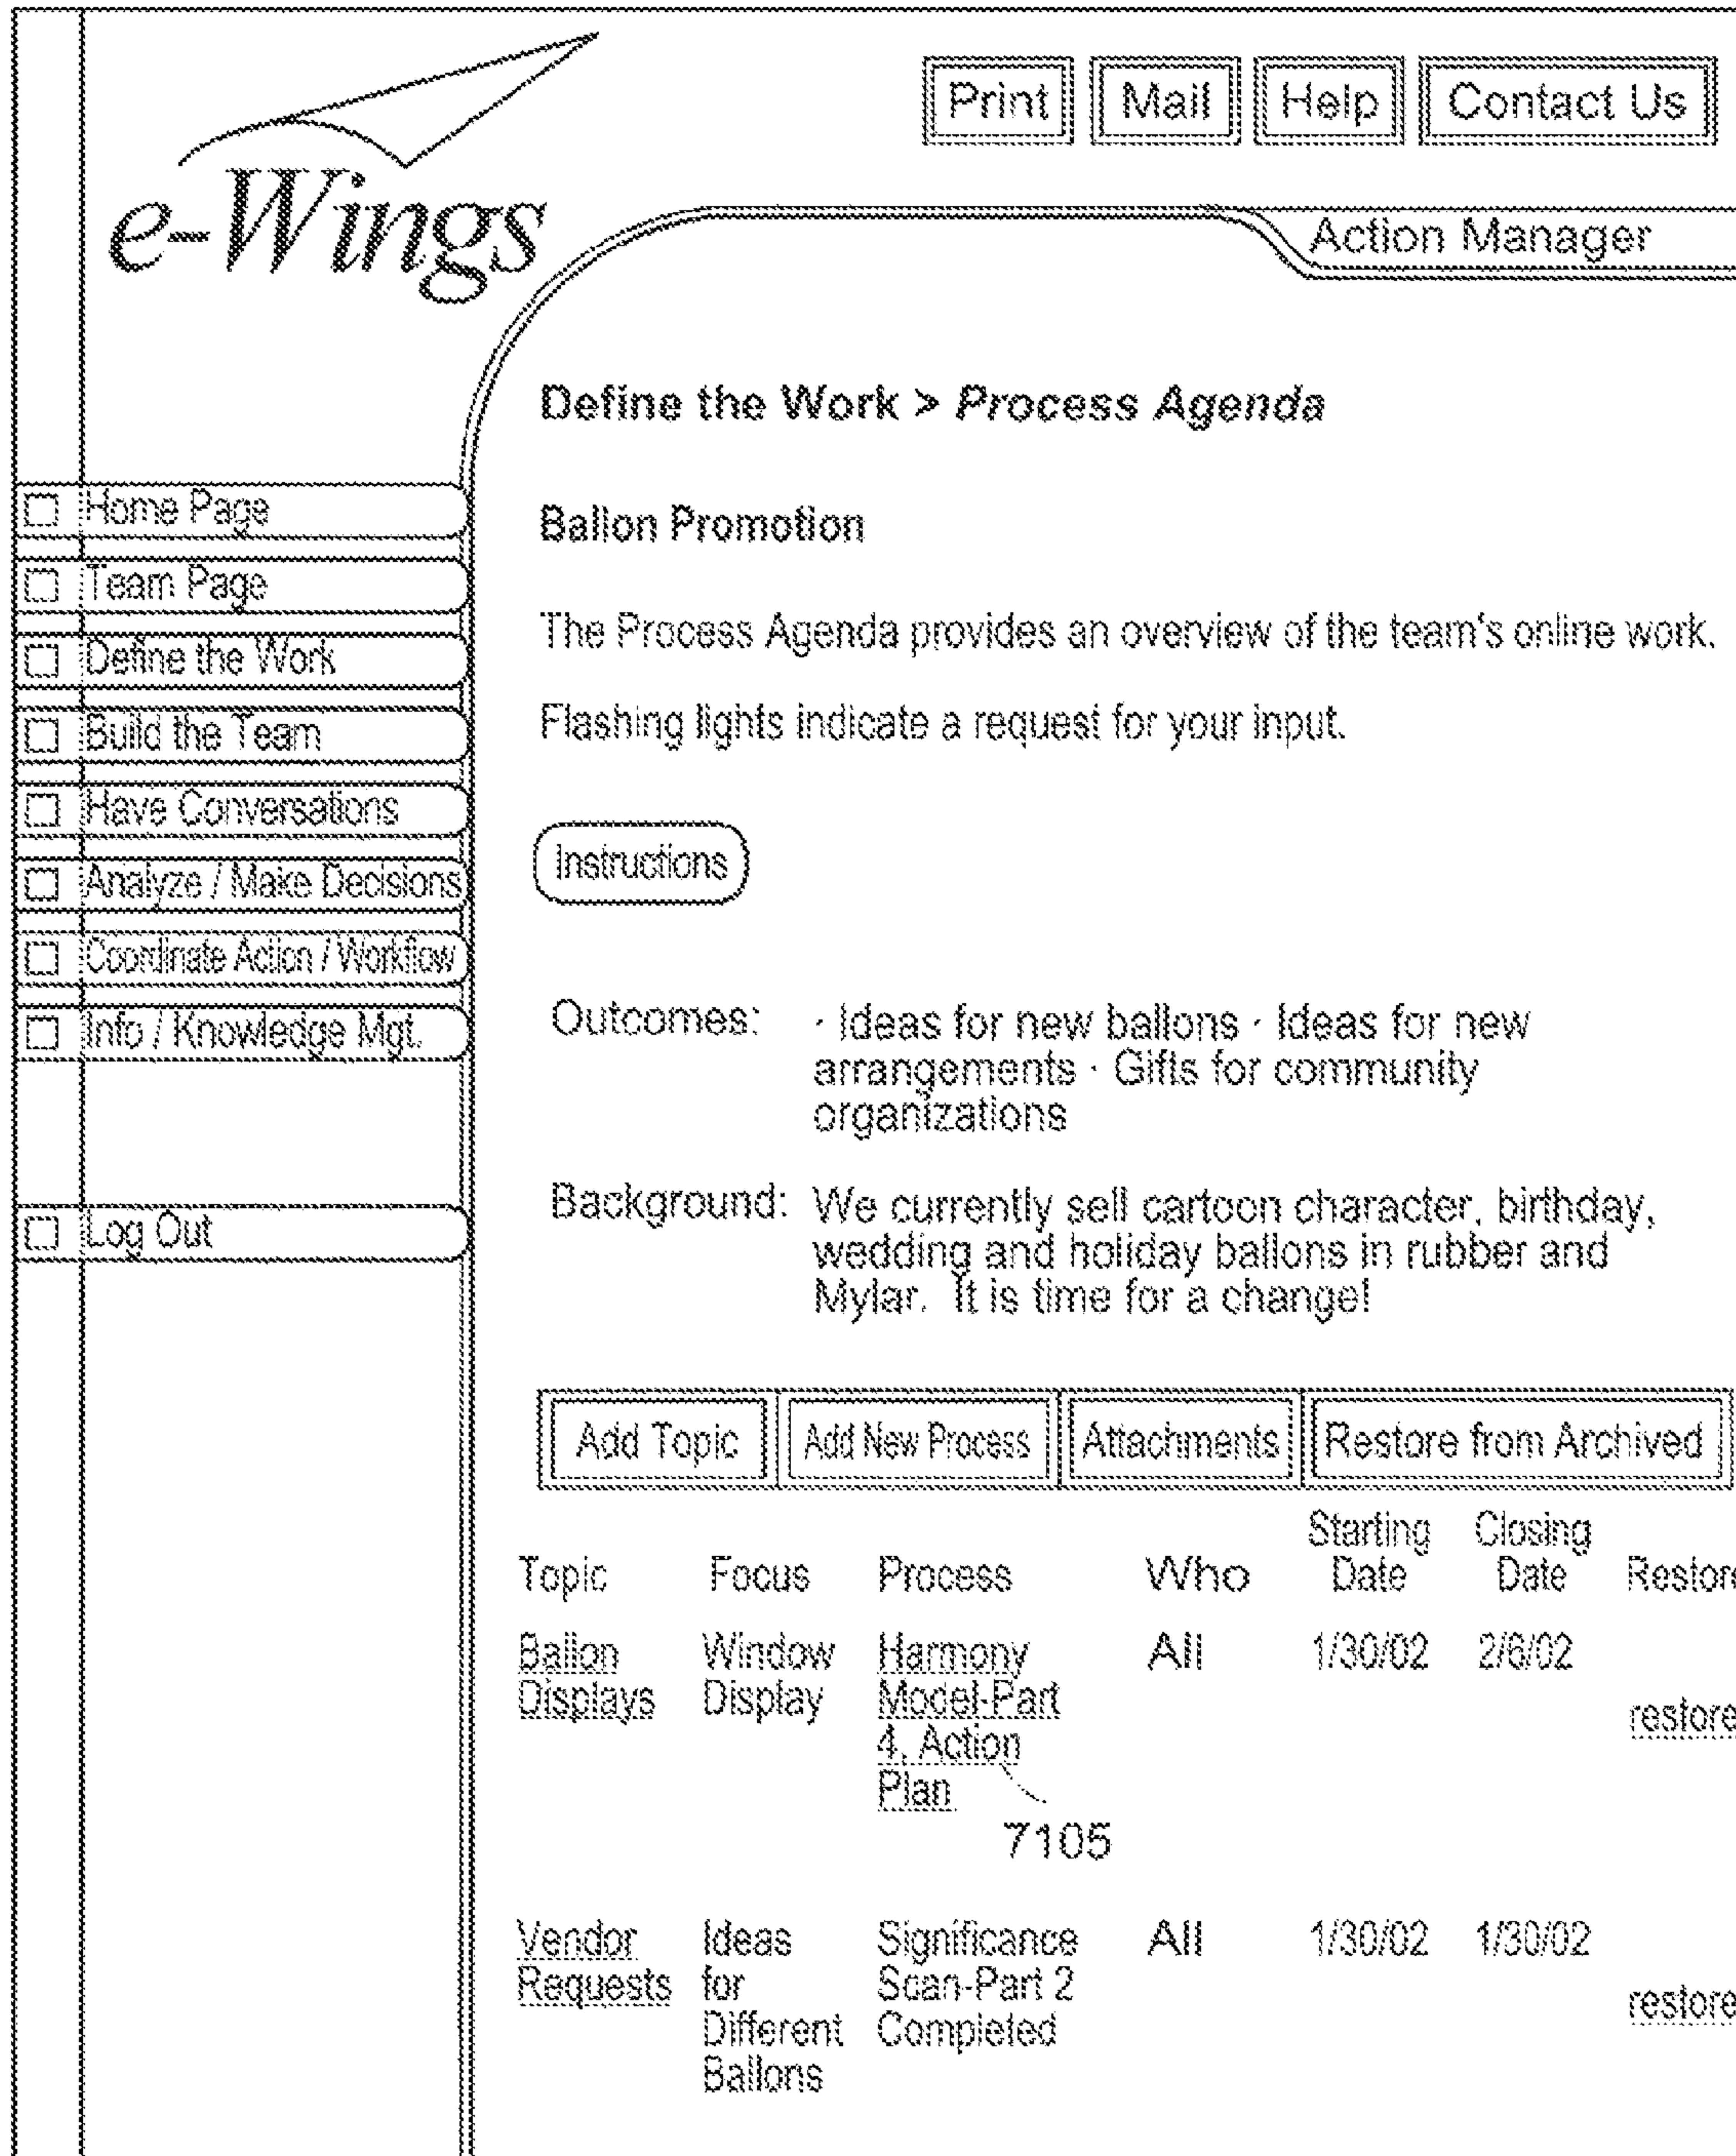 Print Mail Help Contact Us
e-Wings
Action Manager
Define the Work > Process Agenda
Home Page
Team Page
Define the Work
Build the Team
Have Conversations
Analyze / Make Decisions
Coordinate Action / Workflow
Info / Knowledge Mgt.
Log Out
Ballon Promotion
The Process Agenda provides an overview of the team's online work.
Flashing lights indicate a request for your input.
Instructions
Outcomes: · Ideas for new ballons · Ideas for new
arrangements · Gifts for community
organizations
Background: We currently sell cartoon character, birthday,
wedding and holiday ballons in rubber and
Mylar. It is time for a change!
Add Topic Add New Process Attachments Restore from Archived
Starting Closing
Topic Focus Process Who Date Date Restore
Ballon Window Harmony All 1/30/02 2/6/02
Displays Display Model-Part
restore
4. Action
Plan
7105
Vendor Ideas Significance All 1/30/02 1/30/02
Requests for Scan-Part 2
restore
Different Completed
Ballons